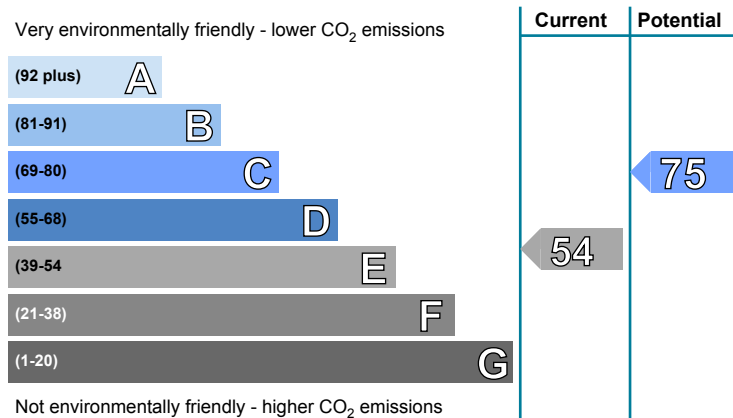 Current Potential
Very environmentally friendly - lower CO₂ emissions
(92 plus) A
(81-91) B
(69-80) C
75
(55-68) D
(39-54 E
54
(21-38) F
(1-20) G
Not environmentally friendly - higher CO₂ emissions